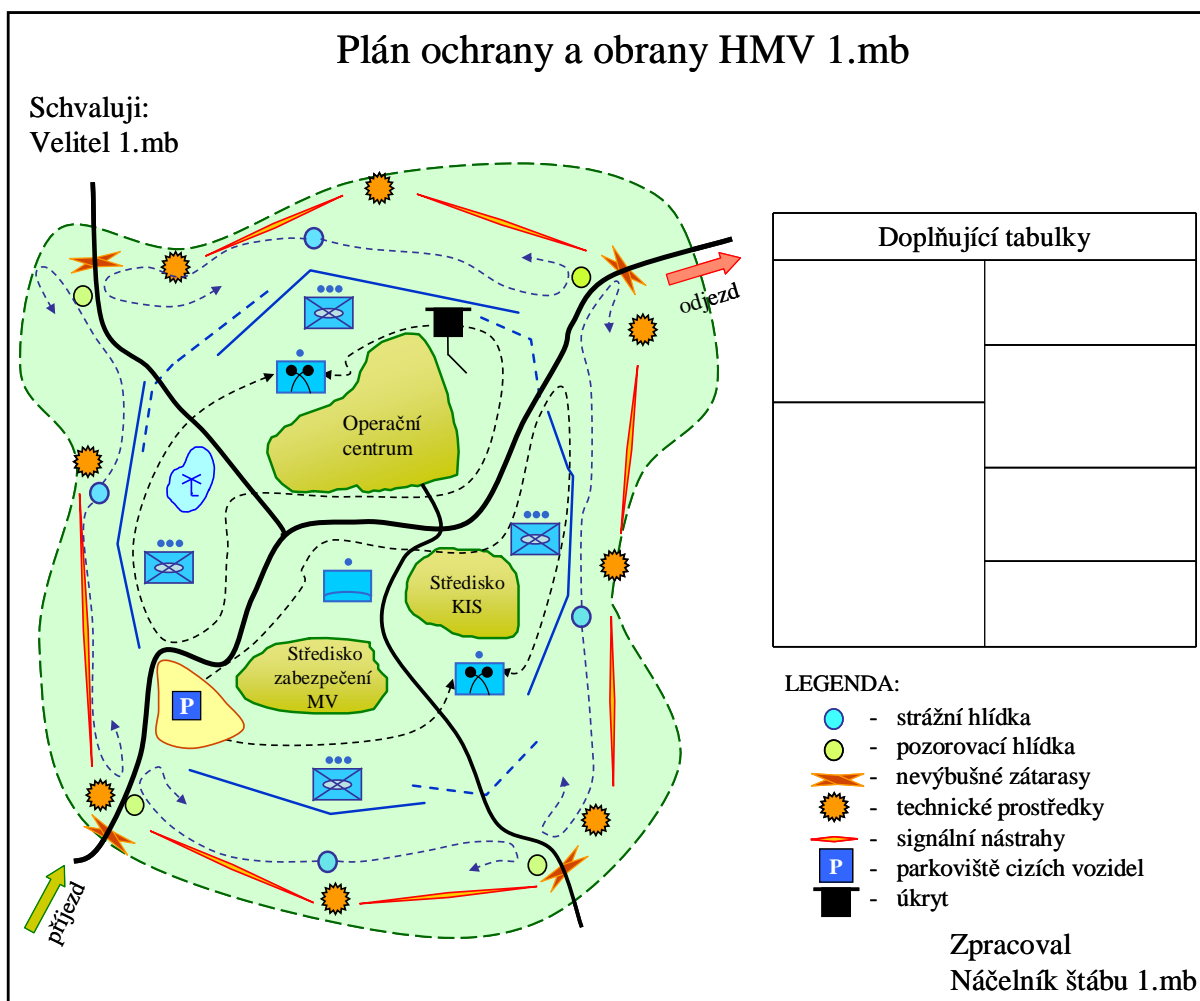 Plán ochrany a obrany HMV 1.mb
Schvaluji:
Velitel 1.mb
odjezd
Operační
centrum
Středisko
KIS
Středisko
zabezpečení
MV
P
příjezd
Doplňující tabulky
LEGENDA:
- strážní hlídka
- pozorovací hlídka
- nevýbušné zátarasy
- technické prostředky
- signální nástrahy
P - parkoviště cizích vozidel
- úkryt
Zpracoval
Náčelník štábu 1.mb